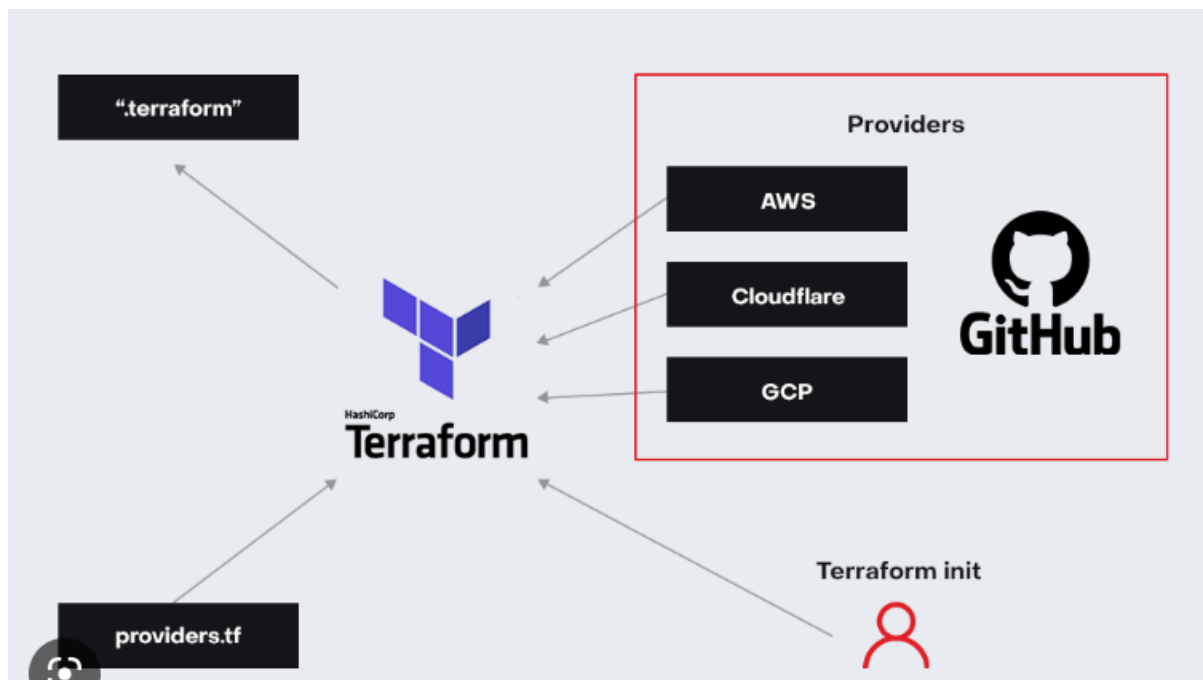 “.terraform”
Providers
AWS
Cloudflare
GCP
GitHub
HashiCorp
Terraform
Terraform init
providers.tf